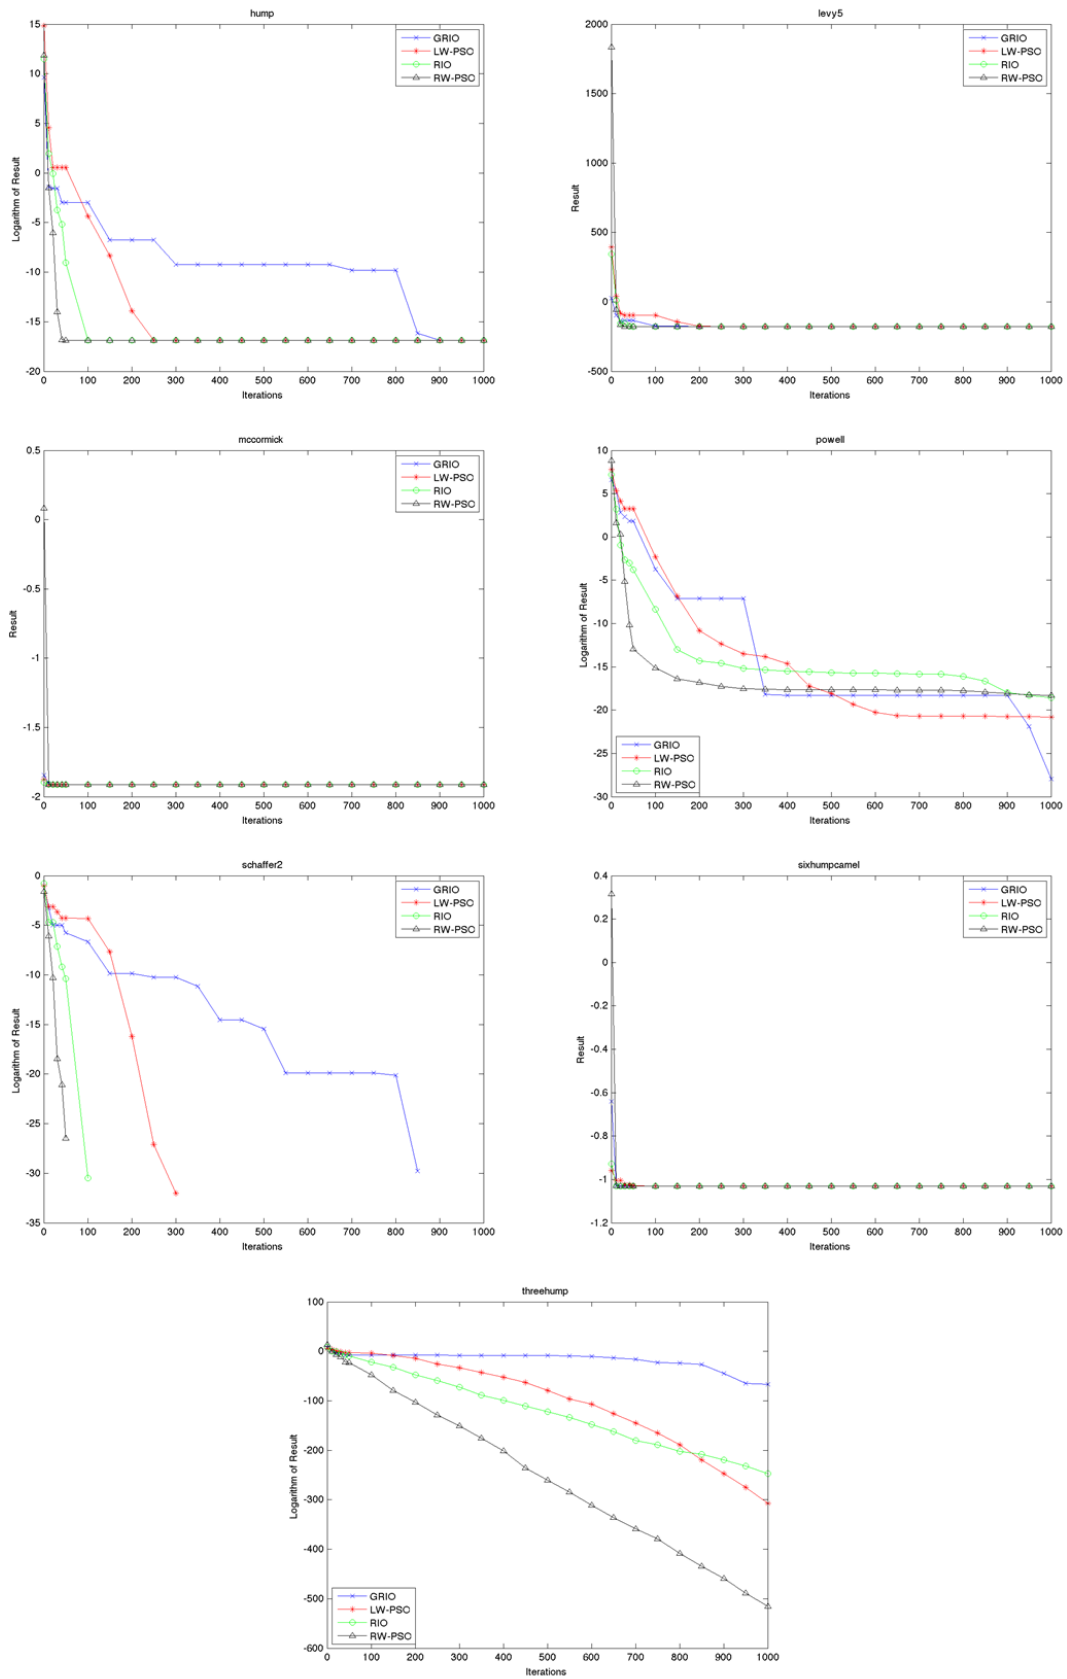 hump
15
10
5
0
-5
-10
-15
-20
Logarithm of Result
0 100 200 300 400 500 600 700 800 900 1000
Iterations
GRIO
LW-PSO
RIO
RW-PSO
levy5
2000
1500
1000
500
0
-500
Result
0 100 200 300 400 500 600 700 800 900 1000
Iterations
GRIO
LW-PSO
RIO
RW-PSO
mccormick
0.5
0
-0.5
-1
-1.5
-2
Result
0 100 200 300 400 500 600 700 800 900 1000
Iterations
GRIO
LW-PSO
RIO
RW-PSO
powell
10
5
0
-5
-10
-15
-20
-25
-30
Logarithm of Result
0 100 200 300 400 500 600 700 800 900 1000
Iterations
GRIO
LW-PSO
RIO
RW-PSO
schaffer2
0
-5
-10
-15
-20
-25
-30
-35
Logarithm of Result
0 100 200 300 400 500 600 700 800 900 1000
Iterations
GRIO
LW-PSO
RIO
RW-PSO
sixhumpcamel
0.4
0.2
0
-0.2
-0.4
-0.6
-0.8
-1
-1.2
Result
0 100 200 300 400 500 600 700 800 900 1000
Iterations
GRIO
LW-PSO
RIO
RW-PSO
threehump
100
0
-100
-200
-300
-400
-500
-600
Logarithm of Result
0 100 200 300 400 500 600 700 800 900 1000
Iterations
GRIO
LW-PSO
RIO
RW-PSO